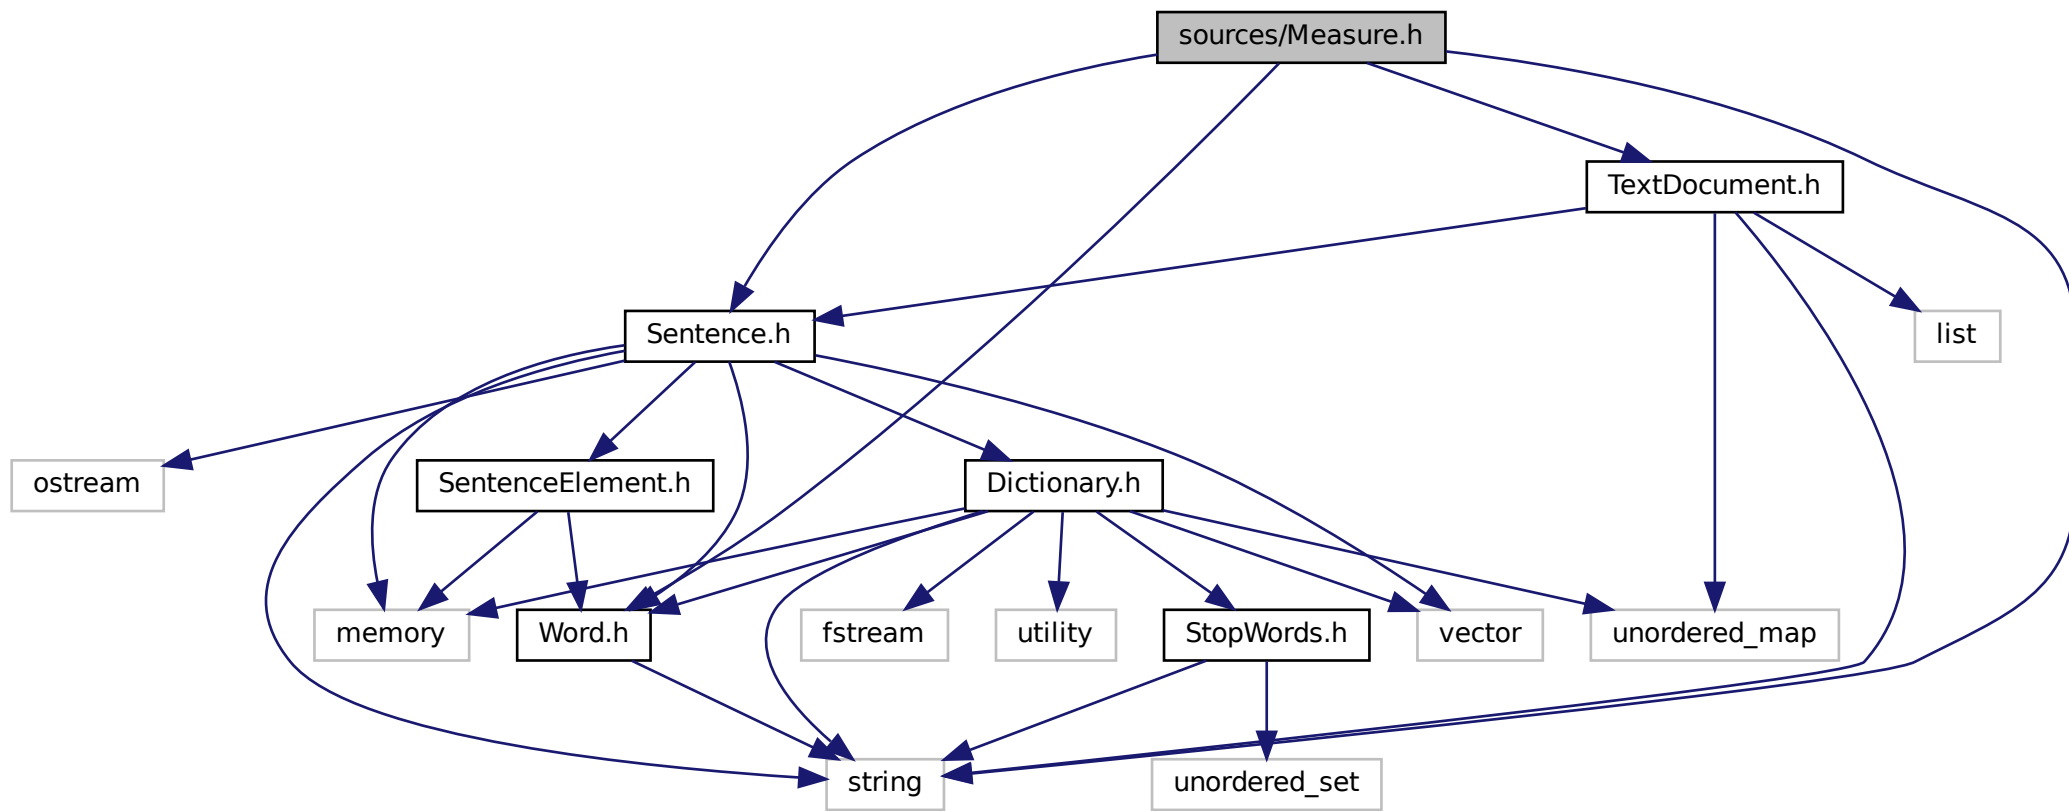 sources/Measure.h
TextDocument.h
Sentence.h
list
ostream
SentenceElement.h
Dictionary.h
memory
Word.h
fstream
utility
StopWords.h
vector
unordered_map
string
unordered_set